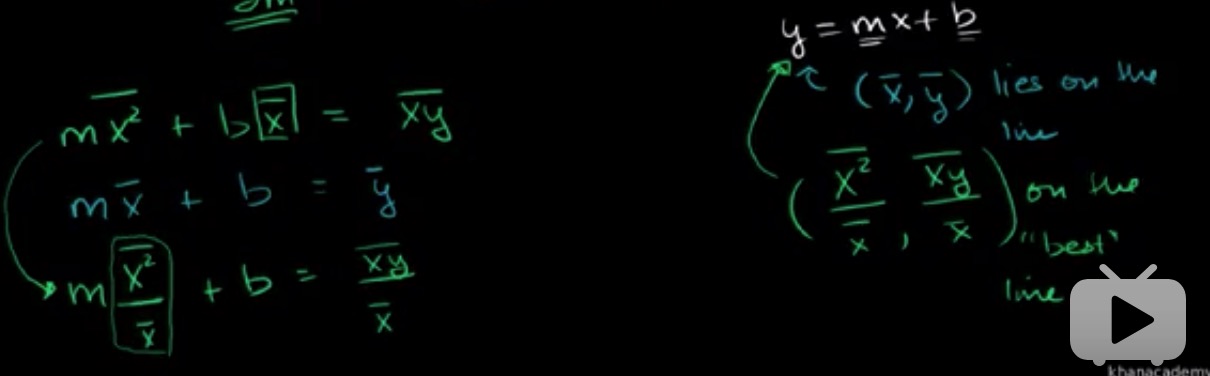 m x̄² + b x̄ = x̄ȳ
m x̄ + b = ȳ
m x̄²/x̄ + b = x̄ȳ/x̄
y = mx + b
(x̄, ȳ) lies on the
line
(x̄²/x̄, x̄ȳ/x̄) on the
"best"
line
khanacademy